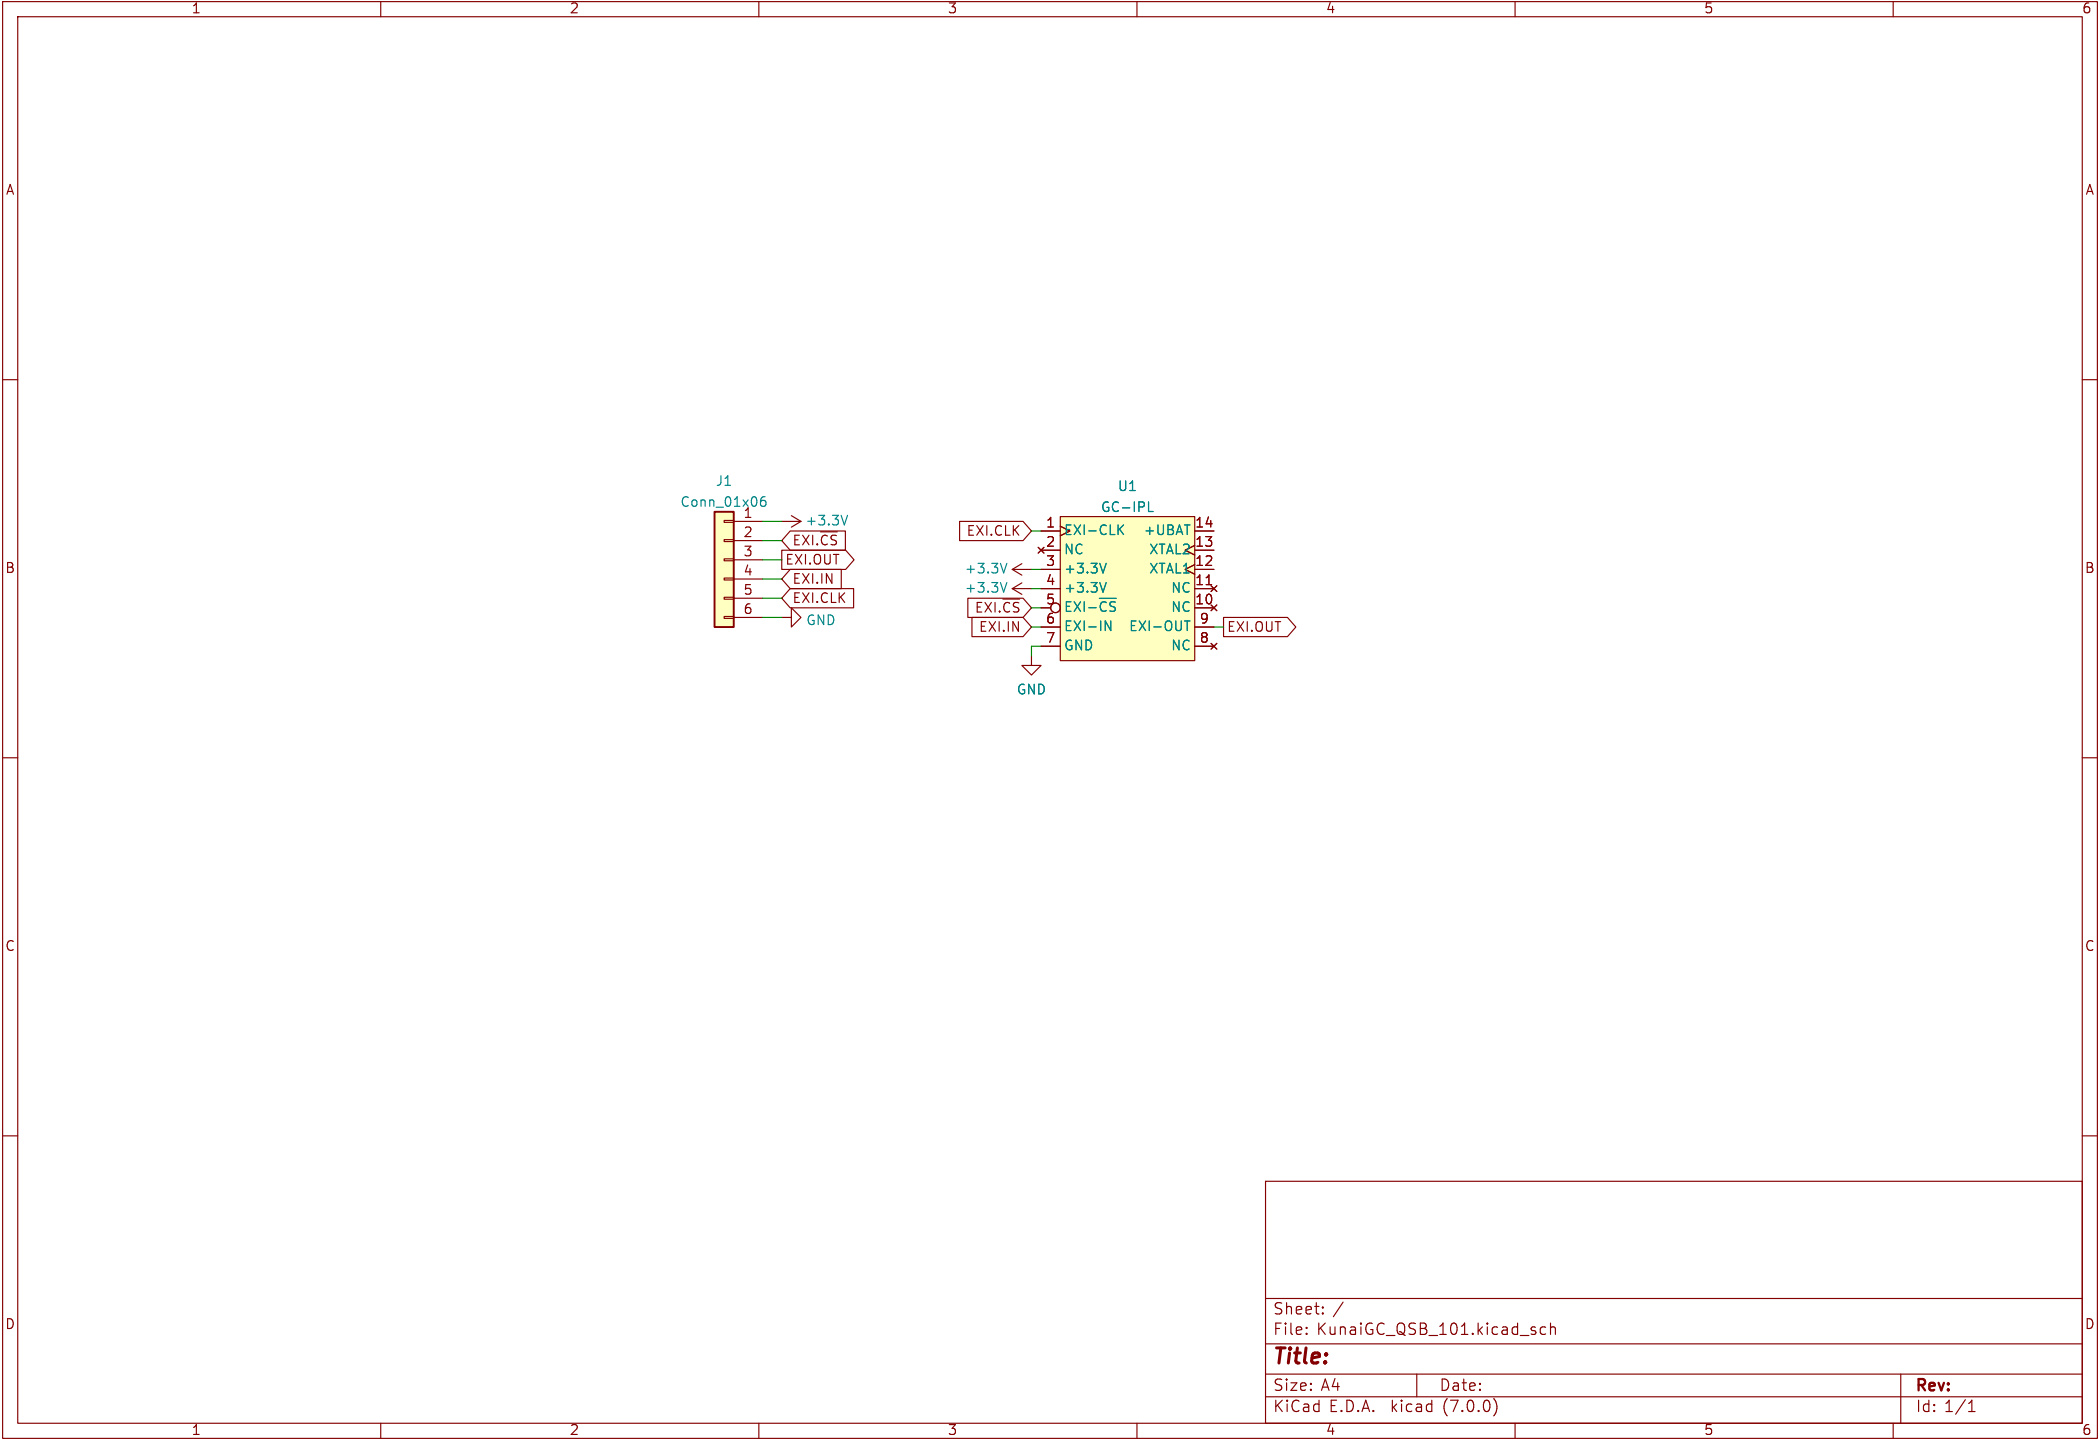 1 2 3 4 5 6
A A
B B
C C
D D
J1
Conn_01x06
1 +3.3V
2 EXI.C̅S̅
3 EXI.OUT
4 EXI.IN
5 EXI.CLK
6 GND
U1
GC-IPL
EXI.CLK 1 EXI-CLK +UBAT 14
2 NC XTAL2 13
+3.3V 3 +3.3V XTAL1 12
+3.3V 4 +3.3V NC 11
EXI.C̅S̅ 5 EXI-C̅S̅ NC 10
EXI.IN 6 EXI-IN EXI-OUT 9 EXI.OUT
7 GND NC 8
GND
Sheet: /
File: KunaiGC_QSB_101.kicad_sch
Title:
Size: A4 Date: Rev:
KiCad E.D.A. kicad (7.0.0) Id: 1/1
1 2 3 4 5 6